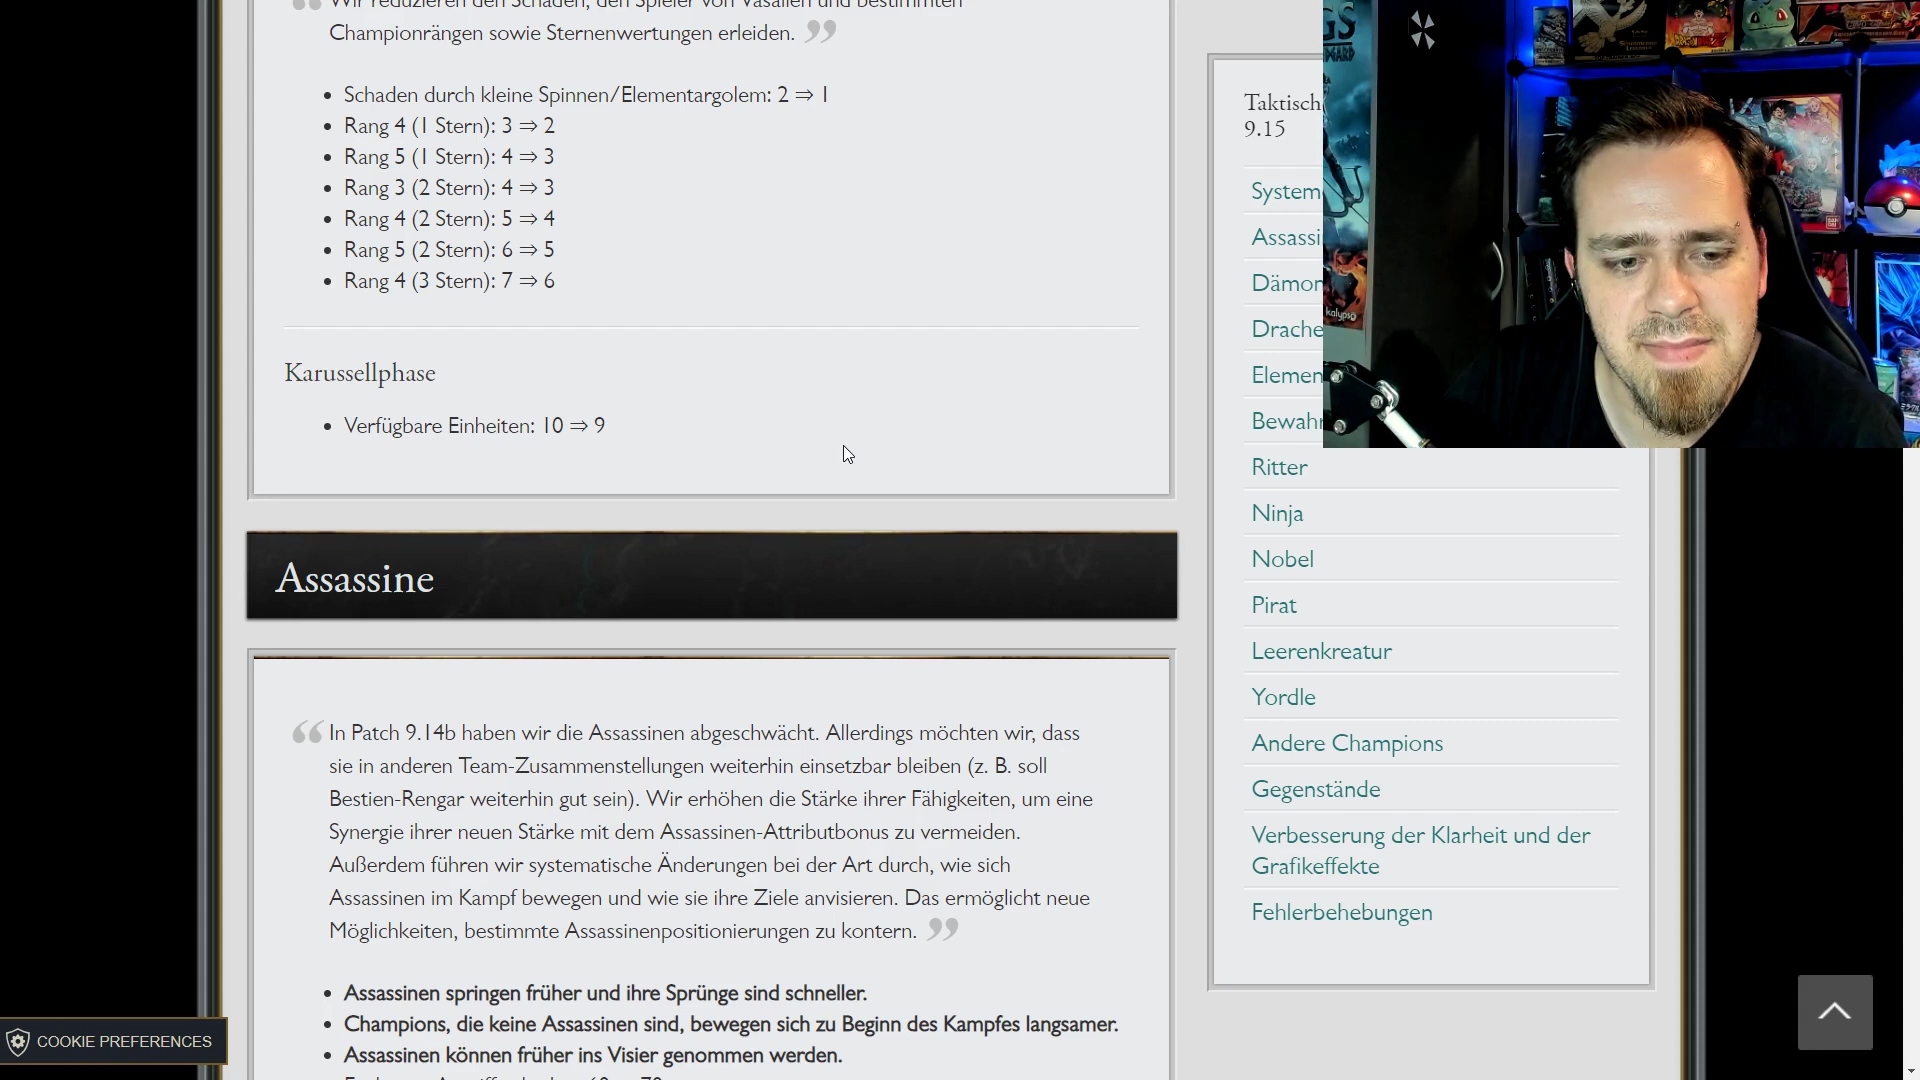 Wir reduzieren den Schaden, den Spieler von Vasallen und bestimmten
Championrängen sowie Sternenwertungen erleiden.
• Schaden durch kleine Spinnen/Elementargolem: 2 ⇒ 1
• Rang 4 (1 Stern): 3 ⇒ 2
• Rang 5 (1 Stern): 4 ⇒ 3
• Rang 3 (2 Stern): 4 ⇒ 3
• Rang 4 (2 Stern): 5 ⇒ 4
• Rang 5 (2 Stern): 6 ⇒ 5
• Rang 4 (3 Stern): 7 ⇒ 6
Karussellphase
• Verfügbare Einheiten: 10 ⇒ 9
Assassine
In Patch 9.14b haben wir die Assassinen abgeschwächt. Allerdings möchten wir, dass
sie in anderen Team-Zusammenstellungen weiterhin einsetzbar bleiben (z. B. soll
Bestien-Rengar weiterhin gut sein). Wir erhöhen die Stärke ihrer Fähigkeiten, um eine
Synergie ihrer neuen Stärke mit dem Assassinen-Attributbonus zu vermeiden.
Außerdem führen wir systematische Änderungen bei der Art durch, wie sich
Assassinen im Kampf bewegen und wie sie ihre Ziele anvisieren. Das ermöglicht neue
Möglichkeiten, bestimmte Assassinenpositionierungen zu kontern.
• Assassinen springen früher und ihre Sprünge sind schneller.
• Champions, die keine Assassinen sind, bewegen sich zu Beginn des Kampfes langsamer.
• Assassinen können früher ins Visier genommen werden.
Taktisch
9.15
System
Assassi
Dämon
Drache
Elemen
Bewahr
Ritter
Ninja
Nobel
Pirat
Leerenkreatur
Yordle
Andere Champions
Gegenstände
Verbesserung der Klarheit und der
Grafikeffekte
Fehlerbehebungen
COOKIE PREFERENCES
GS
kalypso